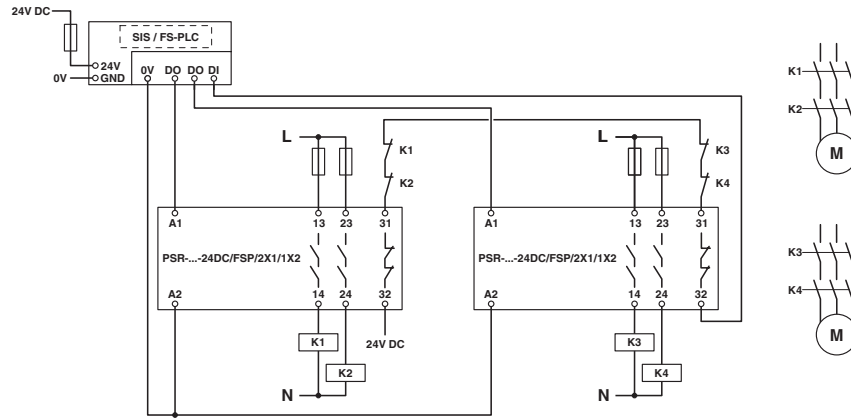 24V DC
SIS / FS-PLC
24V
0V GND
0V DO DO DI
K1
K2
M
L
K1
K2
L
K3
K4
A1 13 23 31
PSR-...-24DC/FSP/2X1/1X2
A2 14 24 32
K1
K2
24V DC
N
A1 13 23 31
PSR-...-24DC/FSP/2X1/1X2
A2 14 24 32
K3
K4
N
K3
K4
M